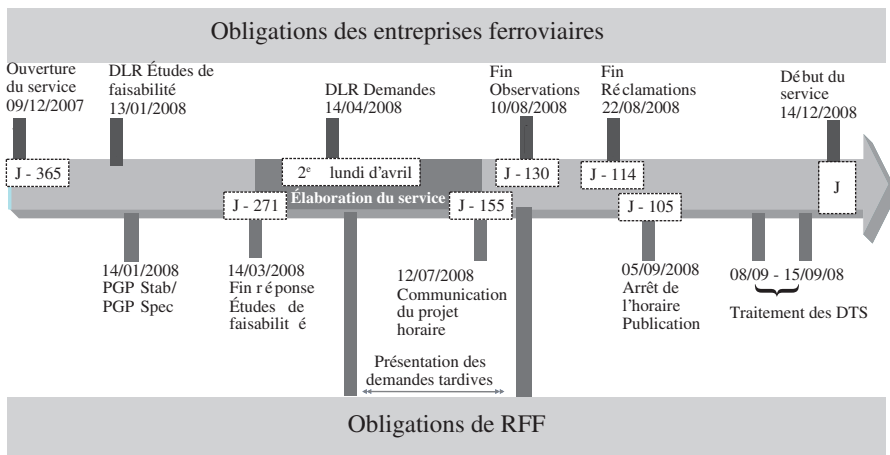 Obligations des entreprises ferroviaires
Ouverture
du service
09/12/2007
DLR Études de
faisabilité
13/01/2008
DLR Demandes
14/04/2008
Fin
Observations
10/08/2008
Fin
Réclamations
22/08/2008
Début du
service
14/12/2008
J - 365
2e lundi d’avril
J - 130
J - 114
J
J - 271
Élaboration du service
J - 155
J - 105
14/01/2008
PGP Stab/
PGP Spec
14/03/2008
Fin réponse
Études de
faisabilité
12/07/2008
Communication
du projet
horaire
05/09/2008
Arrêt de
l’horaire
Publication
08/09 - 15/09/08
Traitement des DTS
Présentation des
demandes tardives
Obligations de RFF